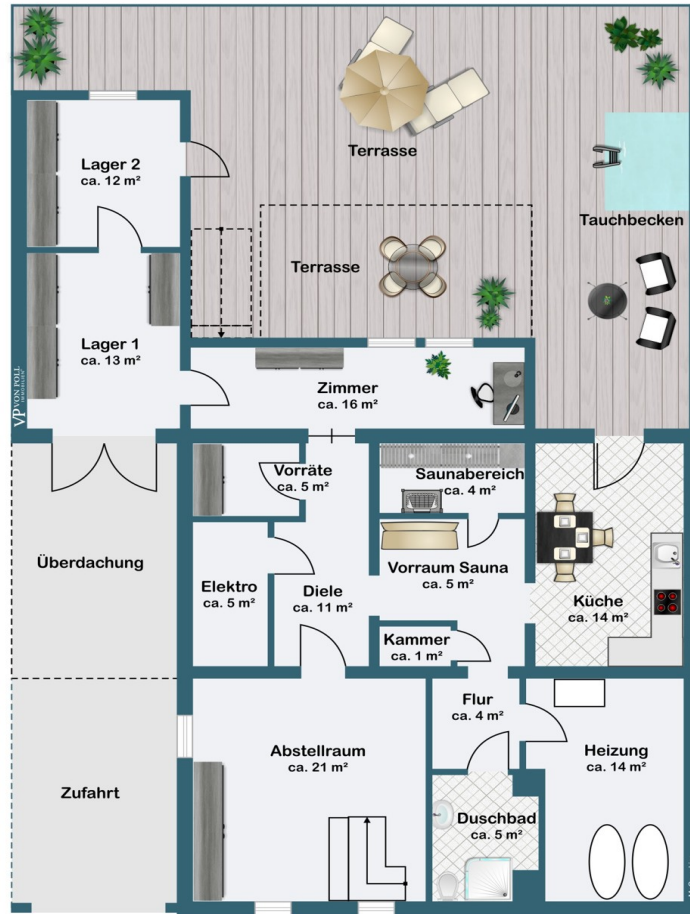 Lager 2
ca. 12 m²
Terrasse
Tauchbecken
Terrasse
Lager 1
ca. 13 m²
VP VON POLL
IMMOBILIEN
Zimmer
ca. 16 m²
Vorräte
ca. 5 m²
Saunabereich
ca. 4 m²
Überdachung
Elektro
ca. 5 m²
Diele
ca. 11 m²
Vorraum Sauna
ca. 5 m²
Küche
ca. 14 m²
Kammer
ca. 1 m²
Flur
ca. 4 m²
Abstellraum
ca. 21 m²
Heizung
ca. 14 m²
Zufahrt
Duschbad
ca. 5 m²